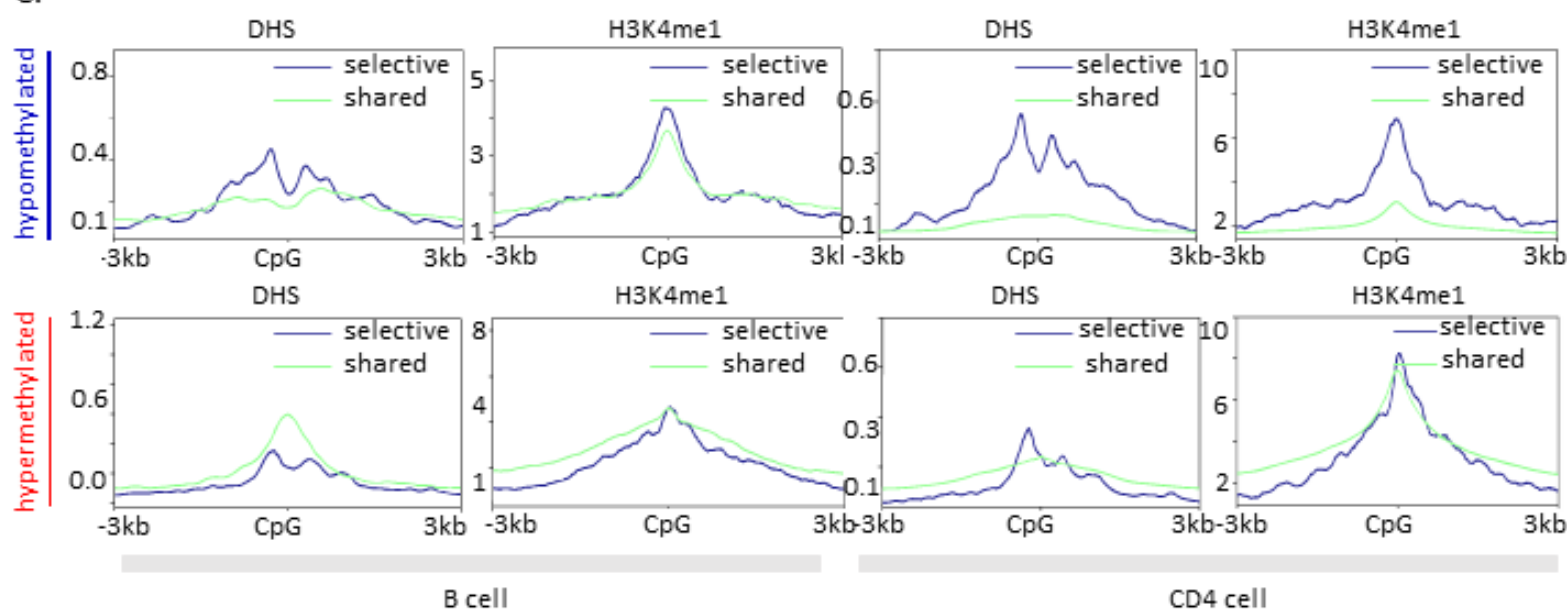 DHS H3K4me1 DHS H3K4me1
hypomethylated
0.8 selective 5 selective 0.6 selective 10 selective
shared shared shared shared
0.4 3 0.3 6
0.1 1 0.1 2
-3kb CpG 3kb -3kb CpG 3kl -3kb CpG 3kb -3kb CpG 3kb
DHS H3K4me1 DHS H3K4me1
hypermethylated
1.2 selective 8 selective 0.6 selective 10 selective
shared shared shared shared
0.6 4 0.3 6
0.0 1 0.1 2
-3kb CpG 3kb -3kb CpG 3kb -3kb CpG 3kb -3kb CpG 3kb
B cell CD4 cell